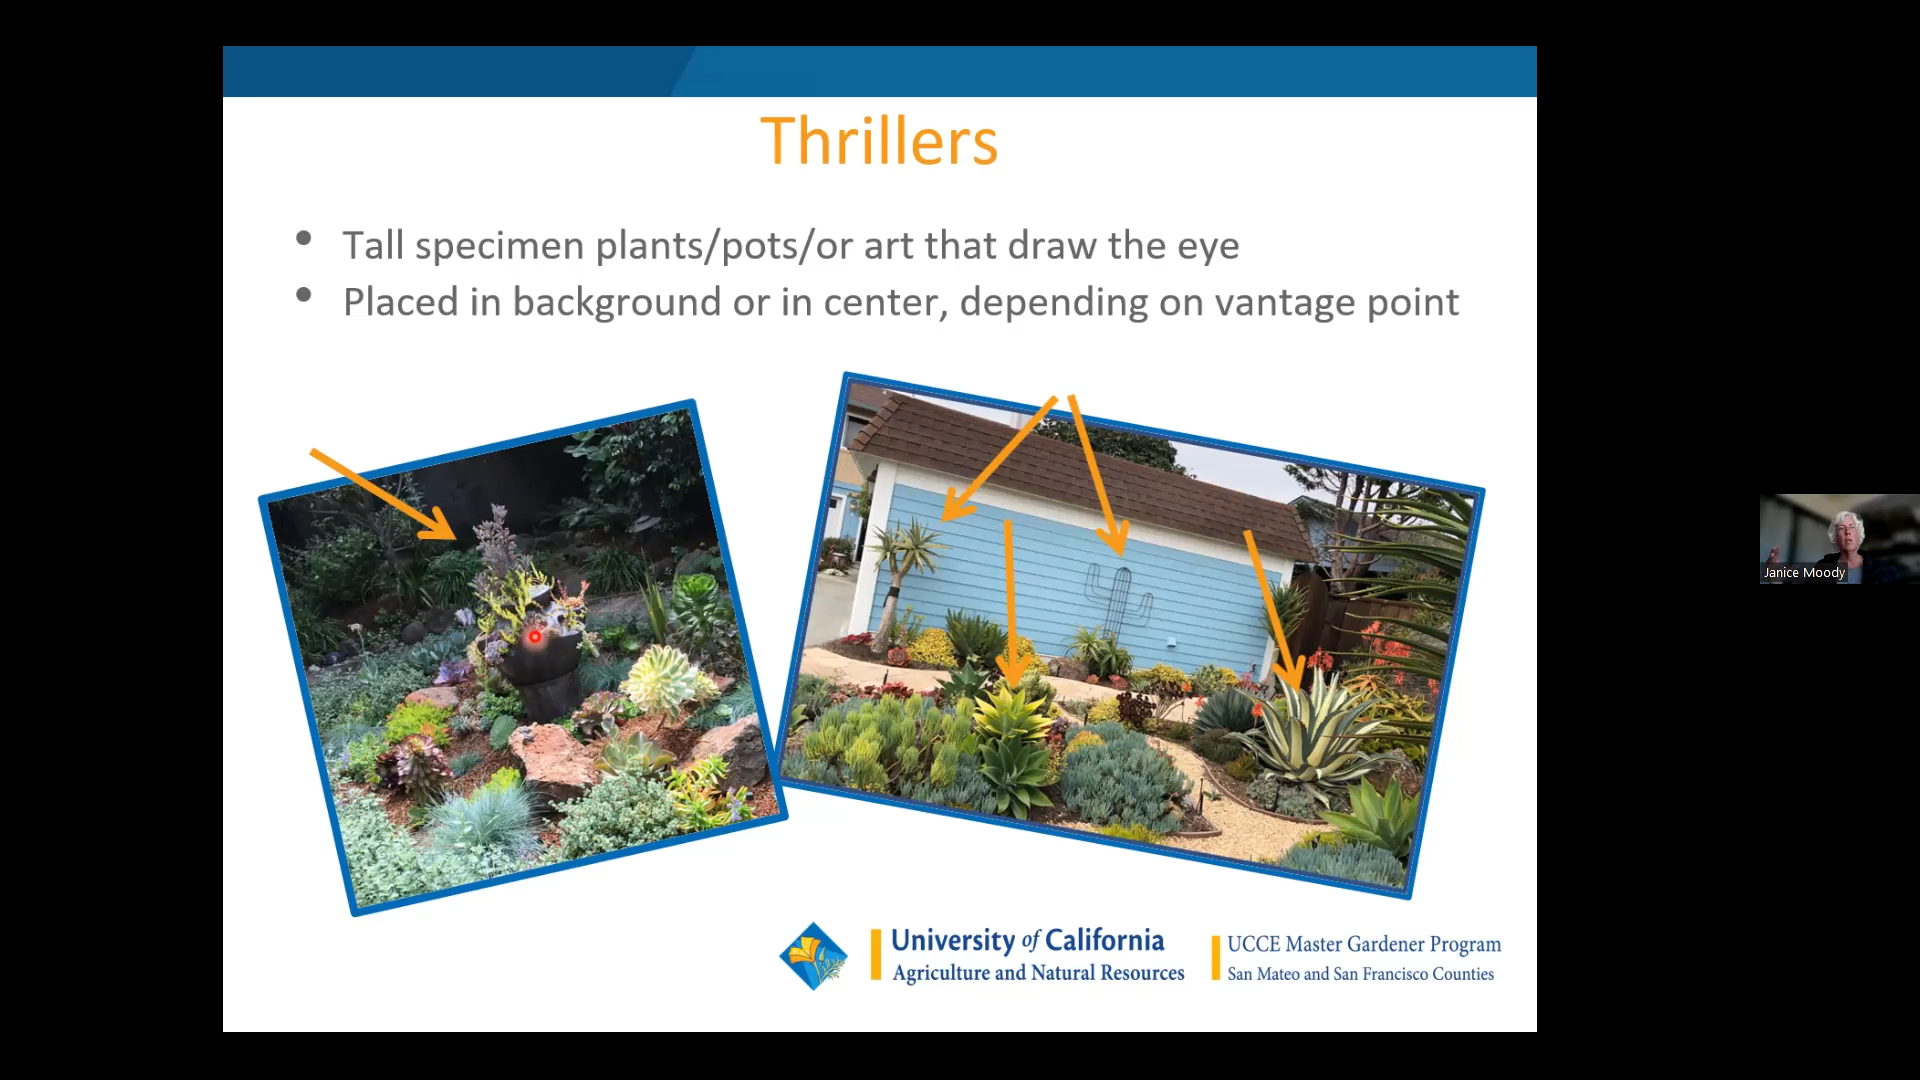 Thrillers
• Tall specimen plants/pots/or art that draw the eye
• Placed in background or in center, depending on vantage point
University of California
Agriculture and Natural Resources
UCCE Master Gardener Program
San Mateo and San Francisco Counties
Janice Moody